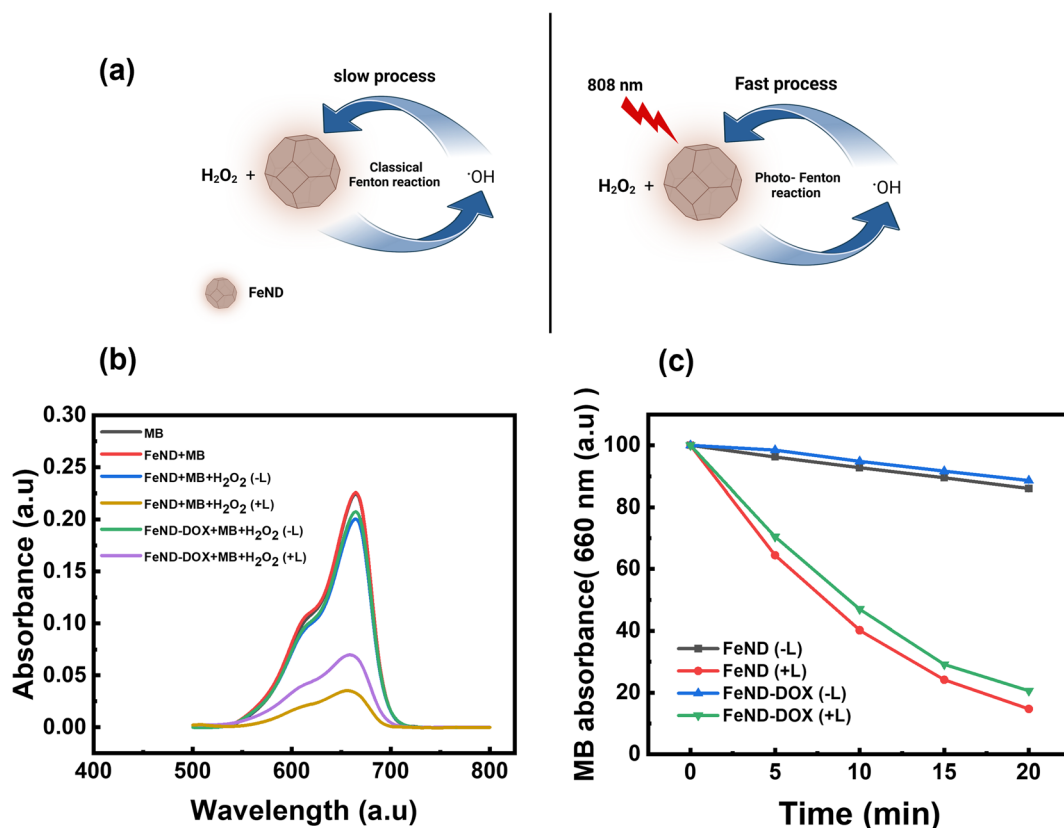 (a)
slow process
H₂O₂ +
Classical
Fenton reaction
·OH
FeND
808 nm
Fast process
H₂O₂ +
Photo- Fenton
reaction
·OH
(b)
Absorbance (a.u)
0.30
0.25
0.20
0.15
0.10
0.05
0.00
MB
FeND+MB
FeND+MB+H₂O₂ (-L)
FeND+MB+H₂O₂ (+L)
FeND-DOX+MB+H₂O₂ (-L)
FeND-DOX+MB+H₂O₂ (+L)
400 500 600 700 800
Wavelength (a.u)
(c)
MB absorbance( 660 nm (a.u) )
100
80
60
40
20
0
FeND (-L)
FeND (+L)
FeND-DOX (-L)
FeND-DOX (+L)
0 5 10 15 20
Time (min)